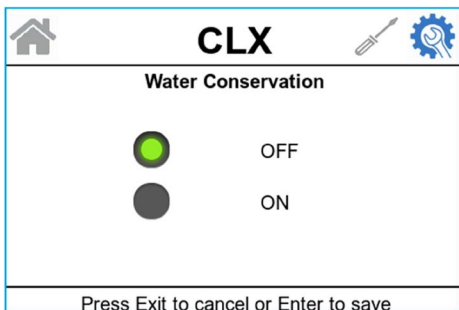 CLX
Water Conservation
OFF
ON
Press Exit to cancel or Enter to save